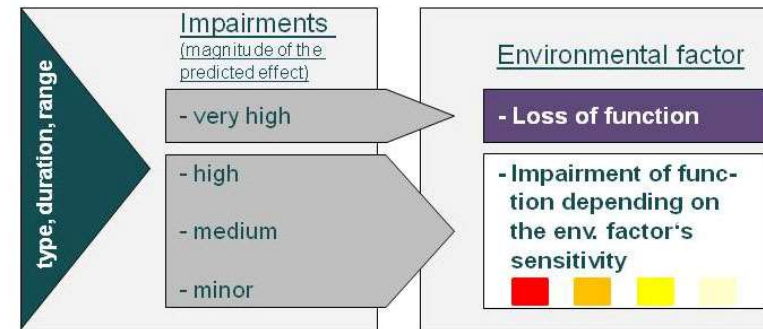 type, duration, range
Impairments
(magnitude of the
predicted effect)
- very high
- high
- medium
- minor
Environmental factor
- Loss of function
- Impairment of func-
tion depending on
the env. factor‘s
sensitivity